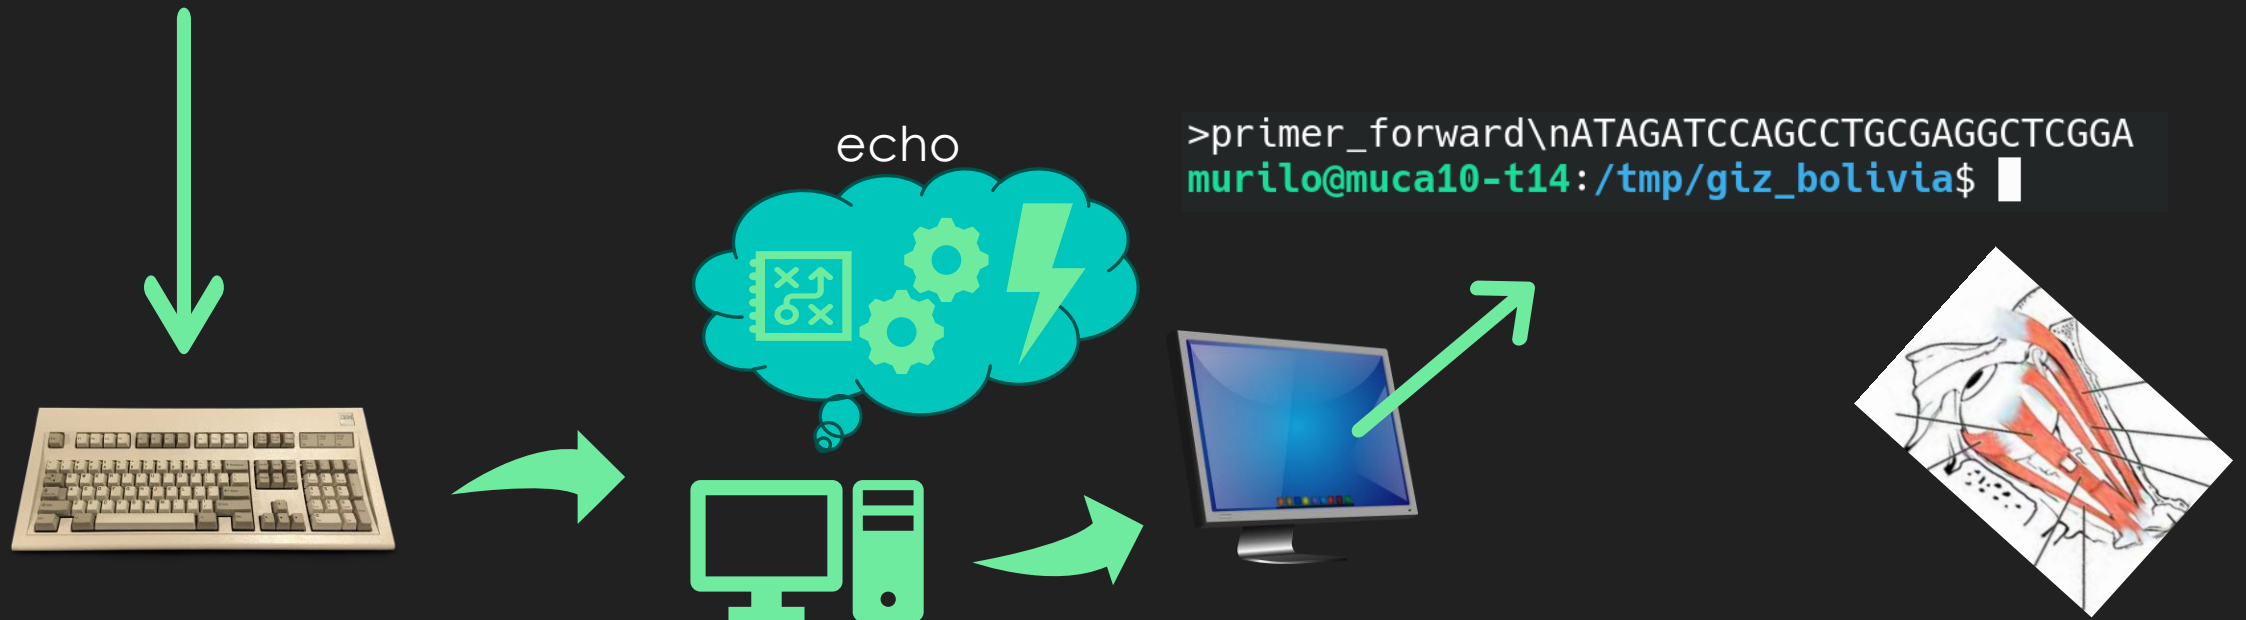 echo
>primer_forward\nATAGATCCAGCCTGCGAGGCTCGGA
murilo@muca10-t14:/tmp/giz_bolivia$